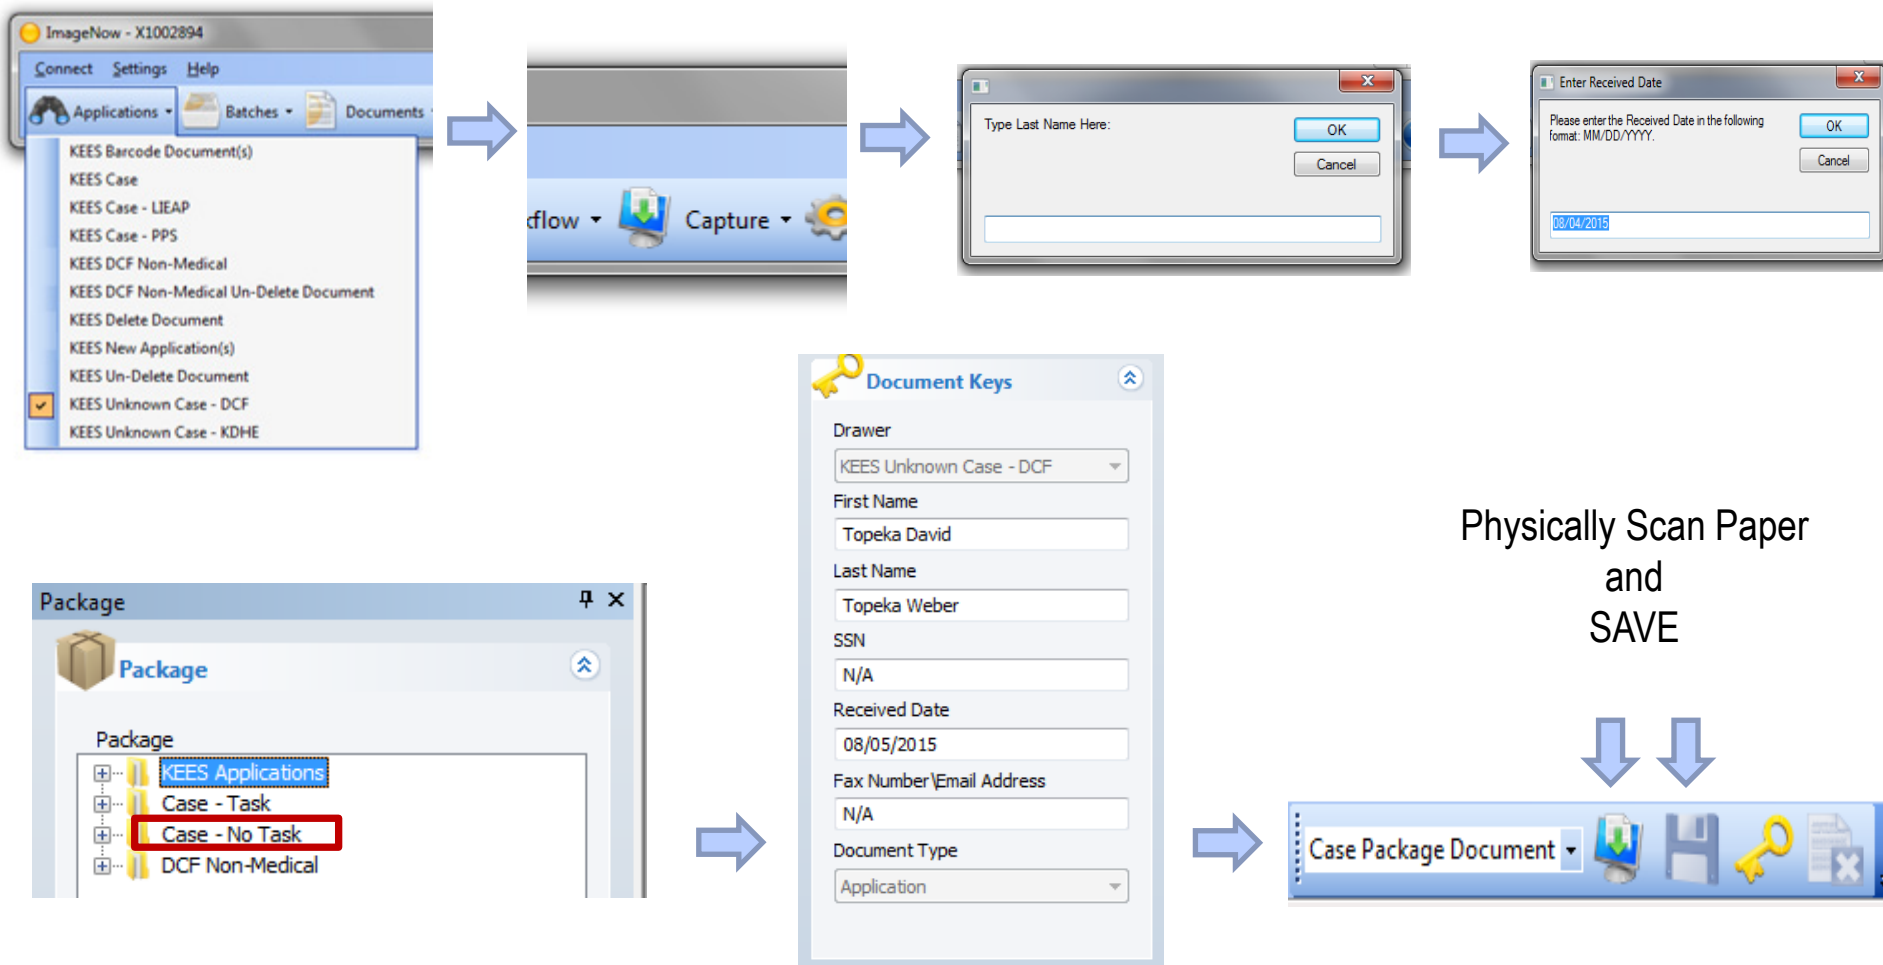 ImageNow - X1002894
Connect Settings Help
Applications Batches Documents
KEES Barcode Document(s)
KEES Case
KEES Case - LIEAP
KEES Case - PPS
KEES DCF Non-Medical
KEES DCF Non-Medical Un-Delete Document
KEES Delete Document
KEES New Application(s)
KEES Un-Delete Document
KEES Unknown Case - DCF
KEES Unknown Case - KDHE
flow Capture
Type Last Name Here:
OK
Cancel
Enter Received Date
Please enter the Received Date in the following
format: MM/DD/YYYY.
OK
Cancel
08/04/2015
Package
Package
Package
KEES Applications
Case - Task
Case - No Task
DCF Non-Medical
Document Keys
Drawer
KEES Unknown Case - DCF
First Name
Topeka David
Last Name
Topeka Weber
SSN
N/A
Received Date
08/05/2015
Fax Number\Email Address
N/A
Document Type
Application
Physically Scan Paper
and
SAVE
Case Package Document